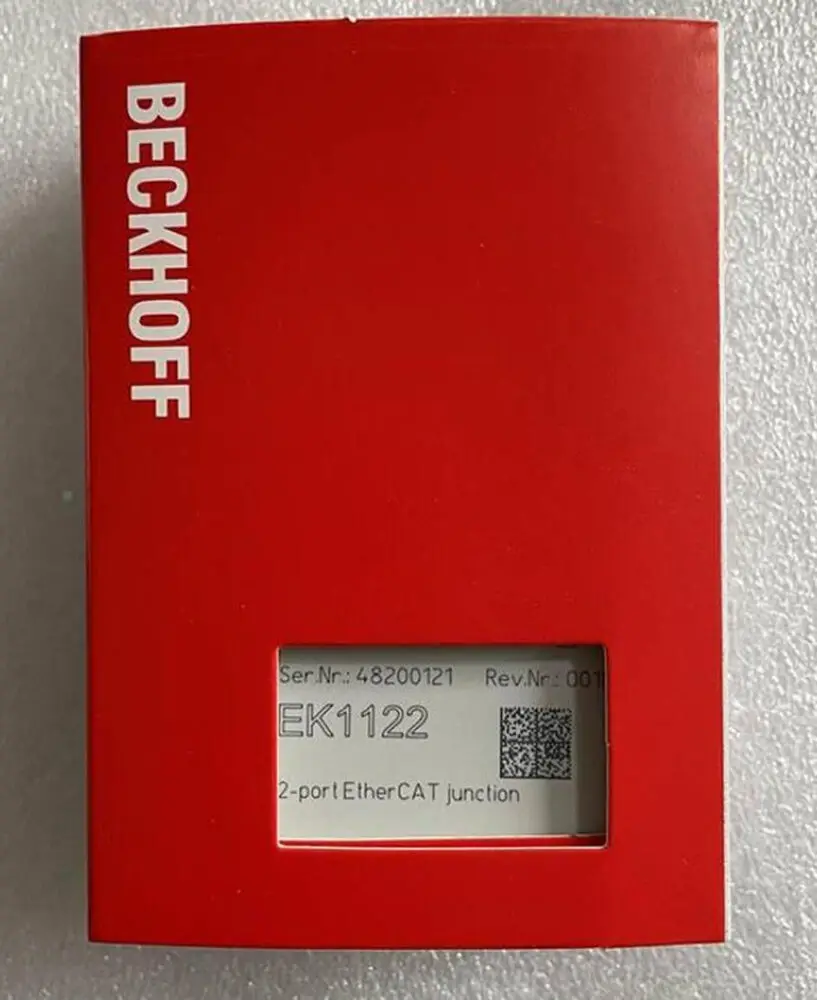 BECKHOFF
Ser.Nr.: 48200121 Rev.Nr.: 001
EK1122
2-port EtherCAT junction